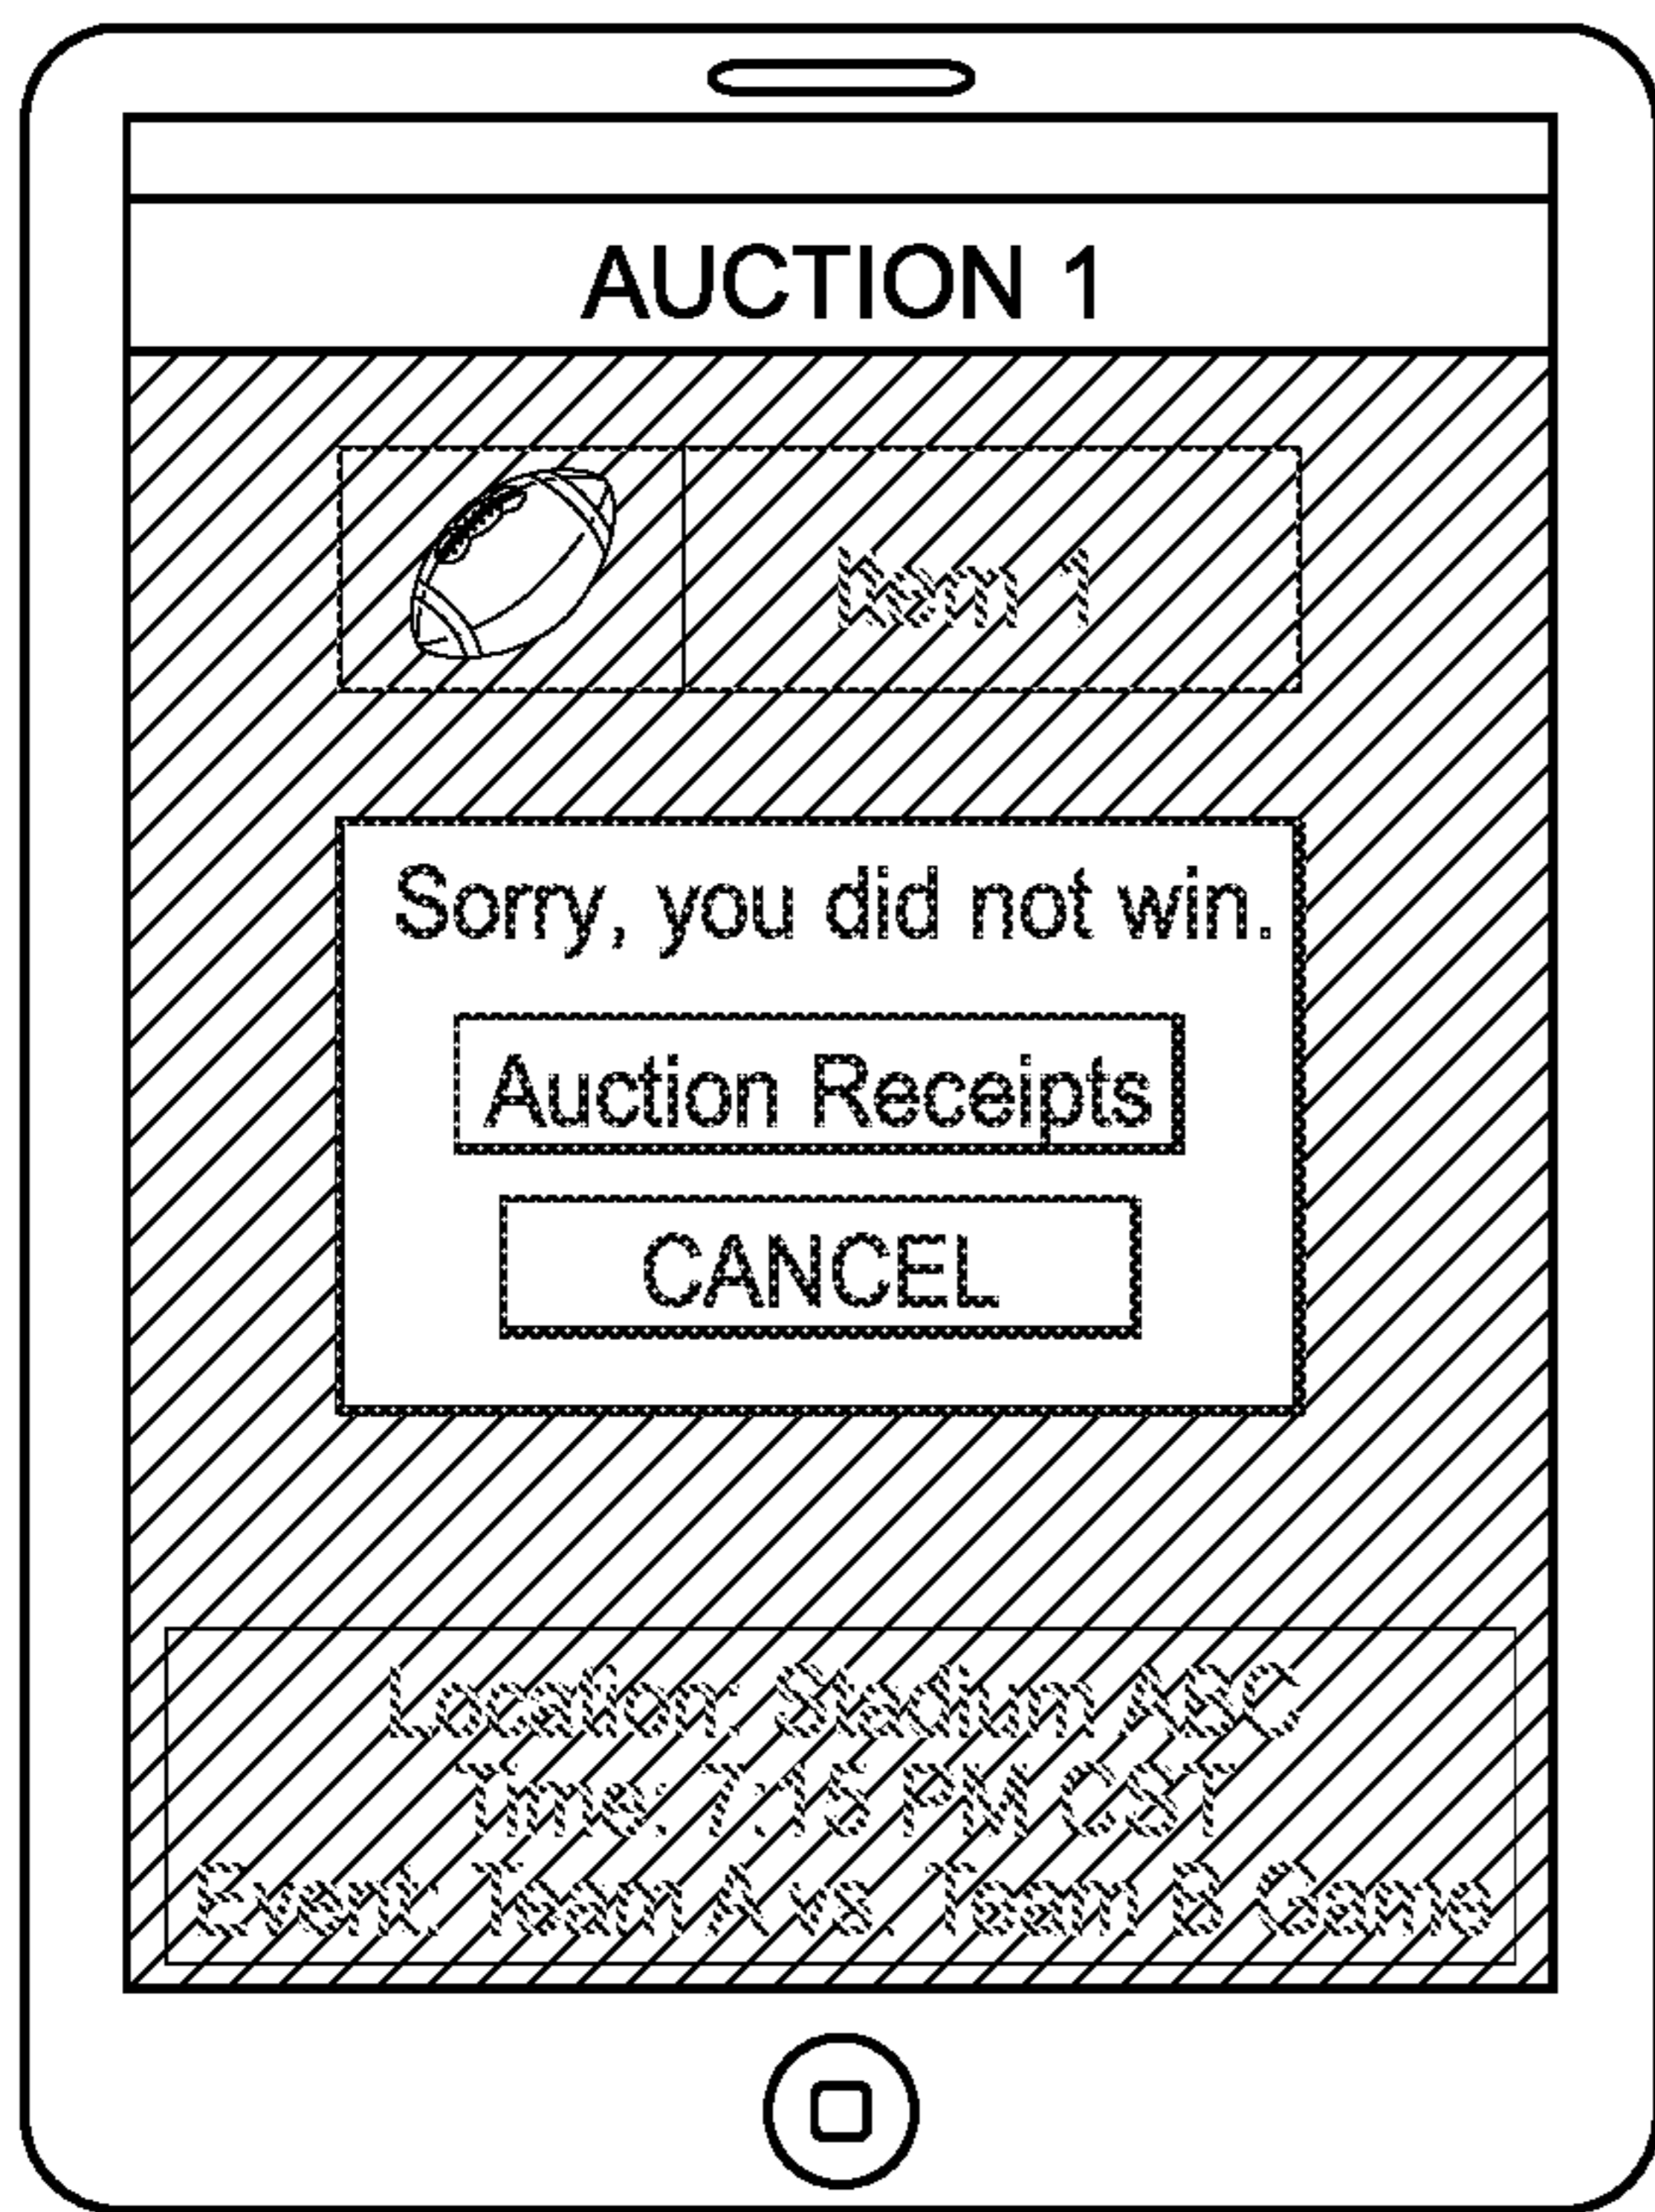 AUCTION 1
Item 1
Sorry, you did not win.
Auction Receipts
CANCEL
Location: Stadium ABC
Time: 7:15 PM CST
Event: Team A vs. Team B Game